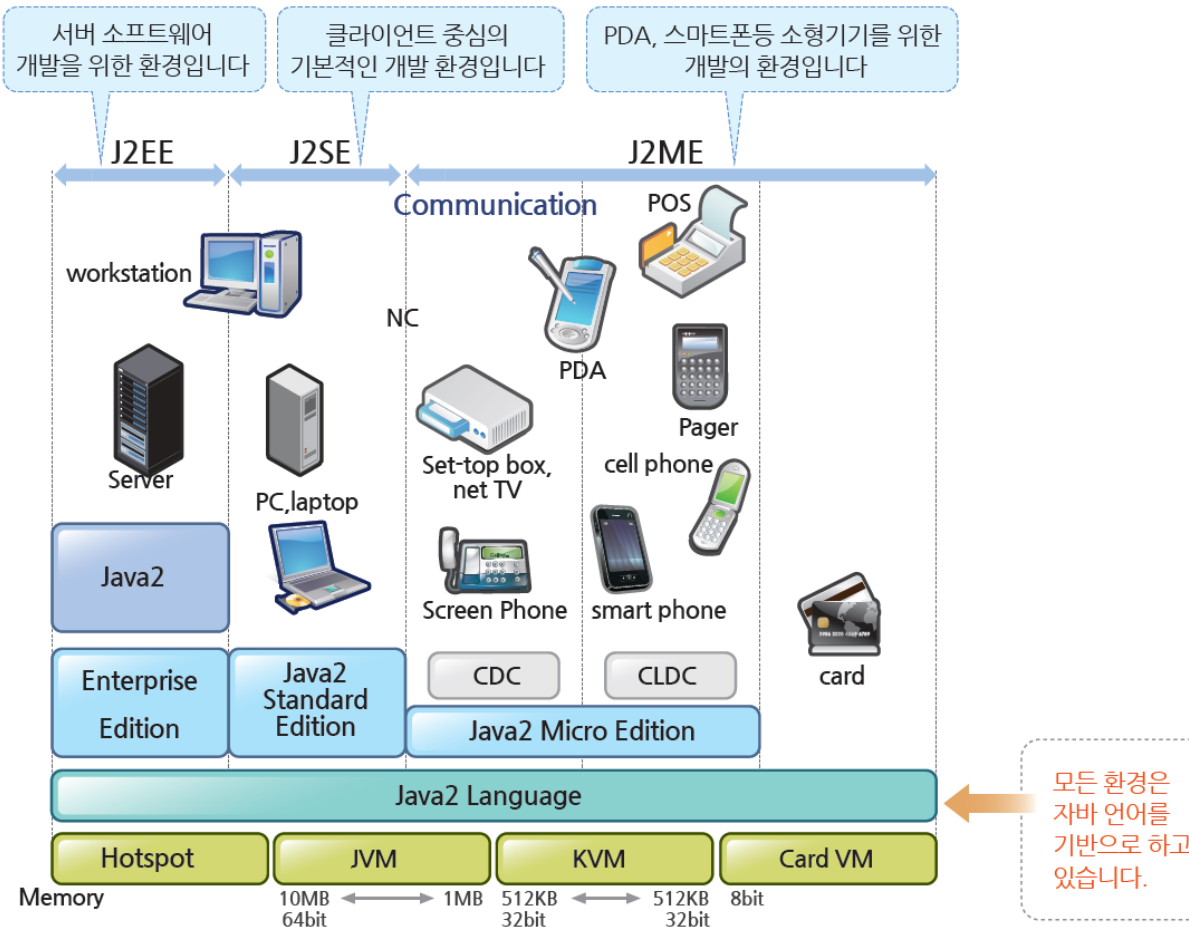 서버 소프트웨어
개발을 위한 환경입니다
클라이언트 중심의
기본적인 개발 환경입니다
PDA, 스마트폰등 소형기기를 위한
개발의 환경입니다
J2EE
J2SE
J2ME
Communication
POS
workstation
NC
PDA
Pager
Server
PC,laptop
Set-top box,
net TV
cell phone
Java2
Screen Phone
smart phone
card
Enterprise
Edition
Java2
Standard
Edition
CDC
CLDC
Java2 Micro Edition
Java2 Language
모든 환경은
자바 언어를
기반으로 하고
있습니다.
Hotspot
JVM
KVM
Card VM
Memory
10MB
64bit
1MB
512KB
32bit
512KB
32bit
8bit